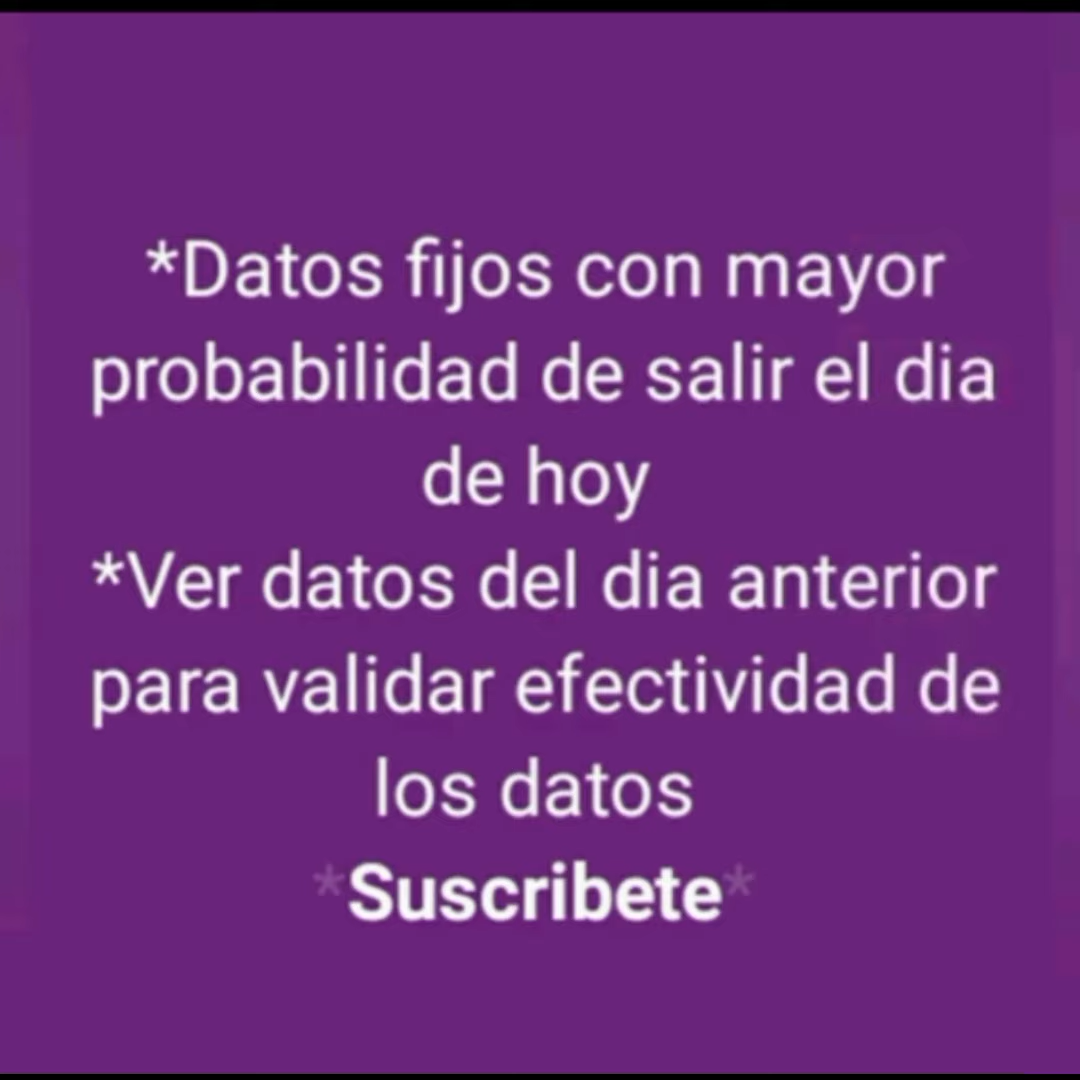 *Datos fijos con mayor
probabilidad de salir el dia
de hoy
*Ver datos del dia anterior
para validar efectividad de
los datos
*Suscribete*